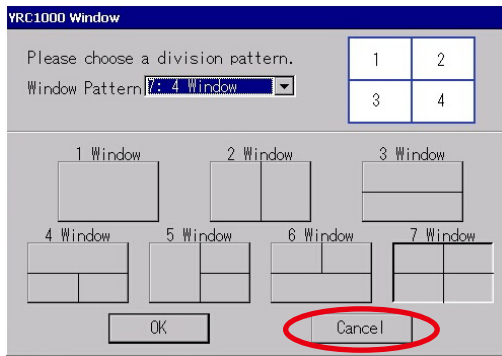 YRC1000 Window
Please choose a division pattern.
Window Pattern 7: 4 Window
1 2
3 4
1 Window 2 Window 3 Window
4 Window 5 Window 6 Window 7 Window
OK Cancel